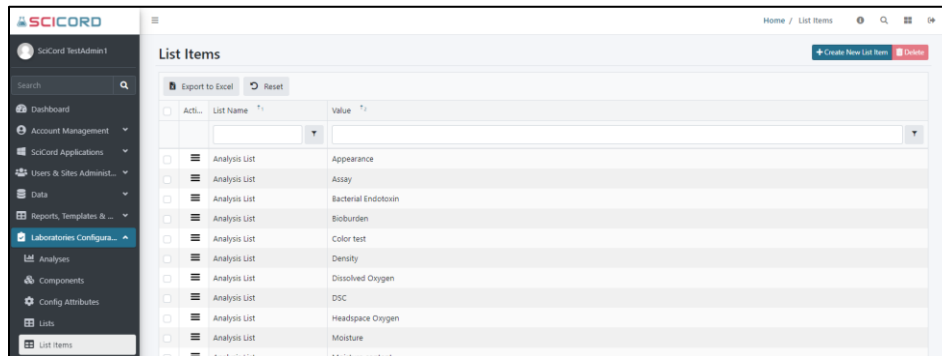 SCICORD
Home / List Items
SciCord TestAdmin1
List Items
Create New List Item
Delete
Search
Export to Excel
Reset
Dashboard
Acti... List Name 1 Value 2
Account Management
SciCord Applications
Users & Sites Administ...
Data
Reports, Templates & ...
Laboratories Configura...
Analyses
Components
Config Attributes
Lists
List Items
Analysis List Appearance
Analysis List Assay
Analysis List Bacterial Endotoxin
Analysis List Bioburden
Analysis List Color test
Analysis List Density
Analysis List Dissolved Oxygen
Analysis List DSC
Analysis List Headspace Oxygen
Analysis List Moisture